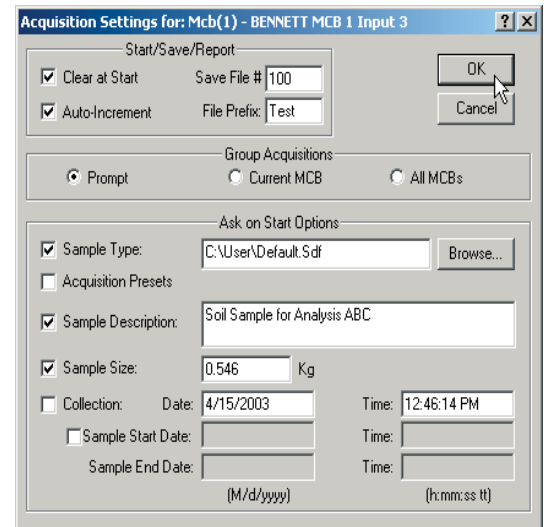 Acquisition Settings for: Mcb(1) - BENNETT MCB 1 Input 3
Start/Save/Report
Clear at Start Save File # 100 OK
Auto-Increment File Prefix: Test Cancel
Group Acquisitions
Prompt Current MCB All MCBs
Ask on Start Options
Sample Type: C:\User\Default.Sdf Browse...
Acquisition Presets
Sample Description: Soil Sample for Analysis ABC
Sample Size: 0.546 Kg
Collection: Date: 4/15/2003 Time: 12:46:14 PM
Sample Start Date: Time:
Sample End Date: Time:
(M/d/yyyy) (h:mm:ss tt)